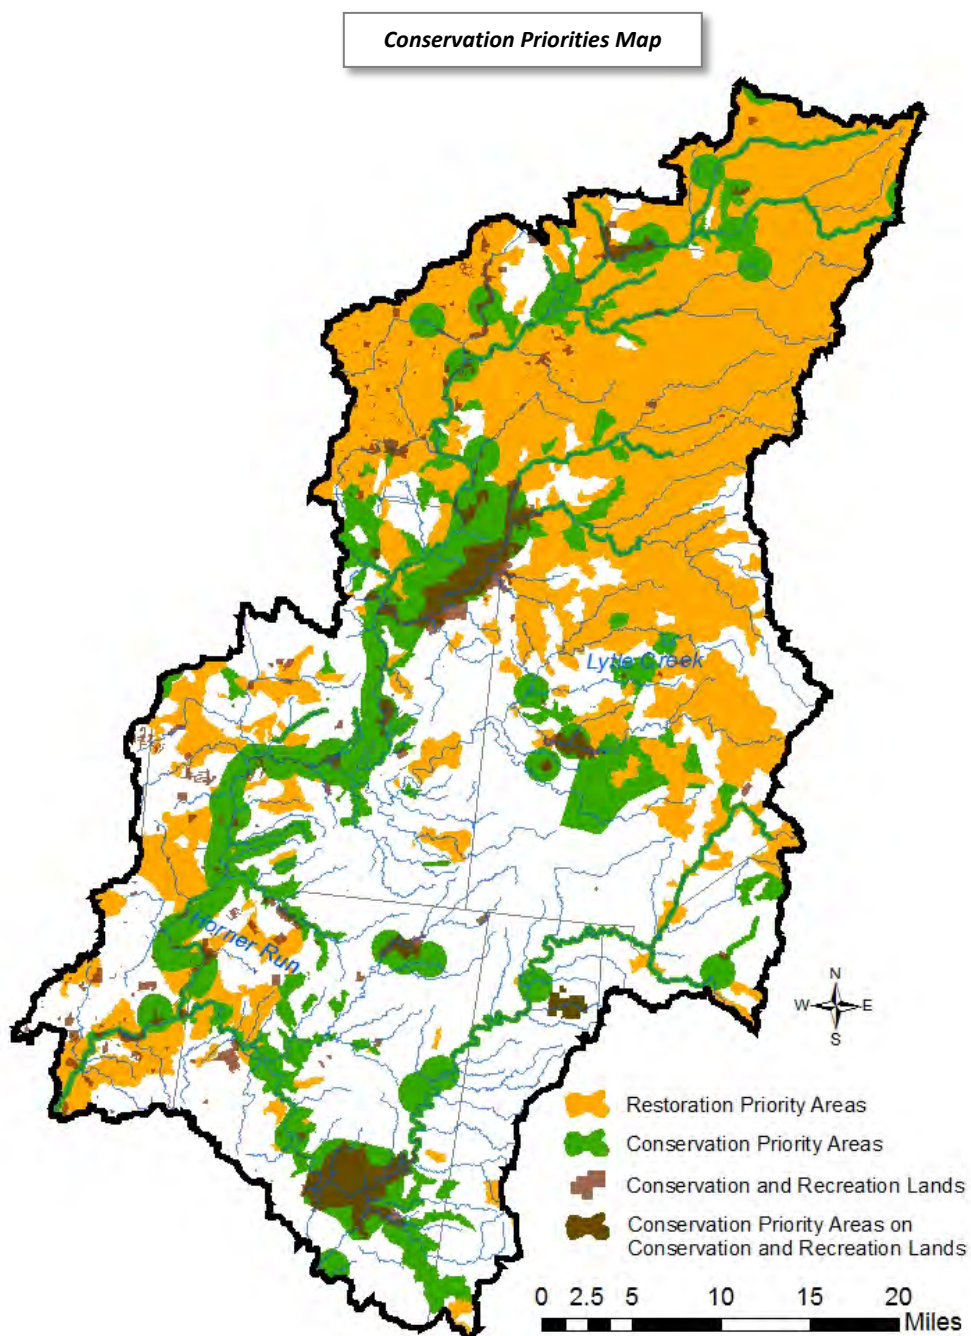 Conservation Priorities Map
Lytle Creek
Horner Run
N
W E
S
Restoration Priority Areas
Conservation Priority Areas
Conservation and Recreation Lands
Conservation Priority Areas on
Conservation and Recreation Lands
0 2.5 5 10 15 20
Miles